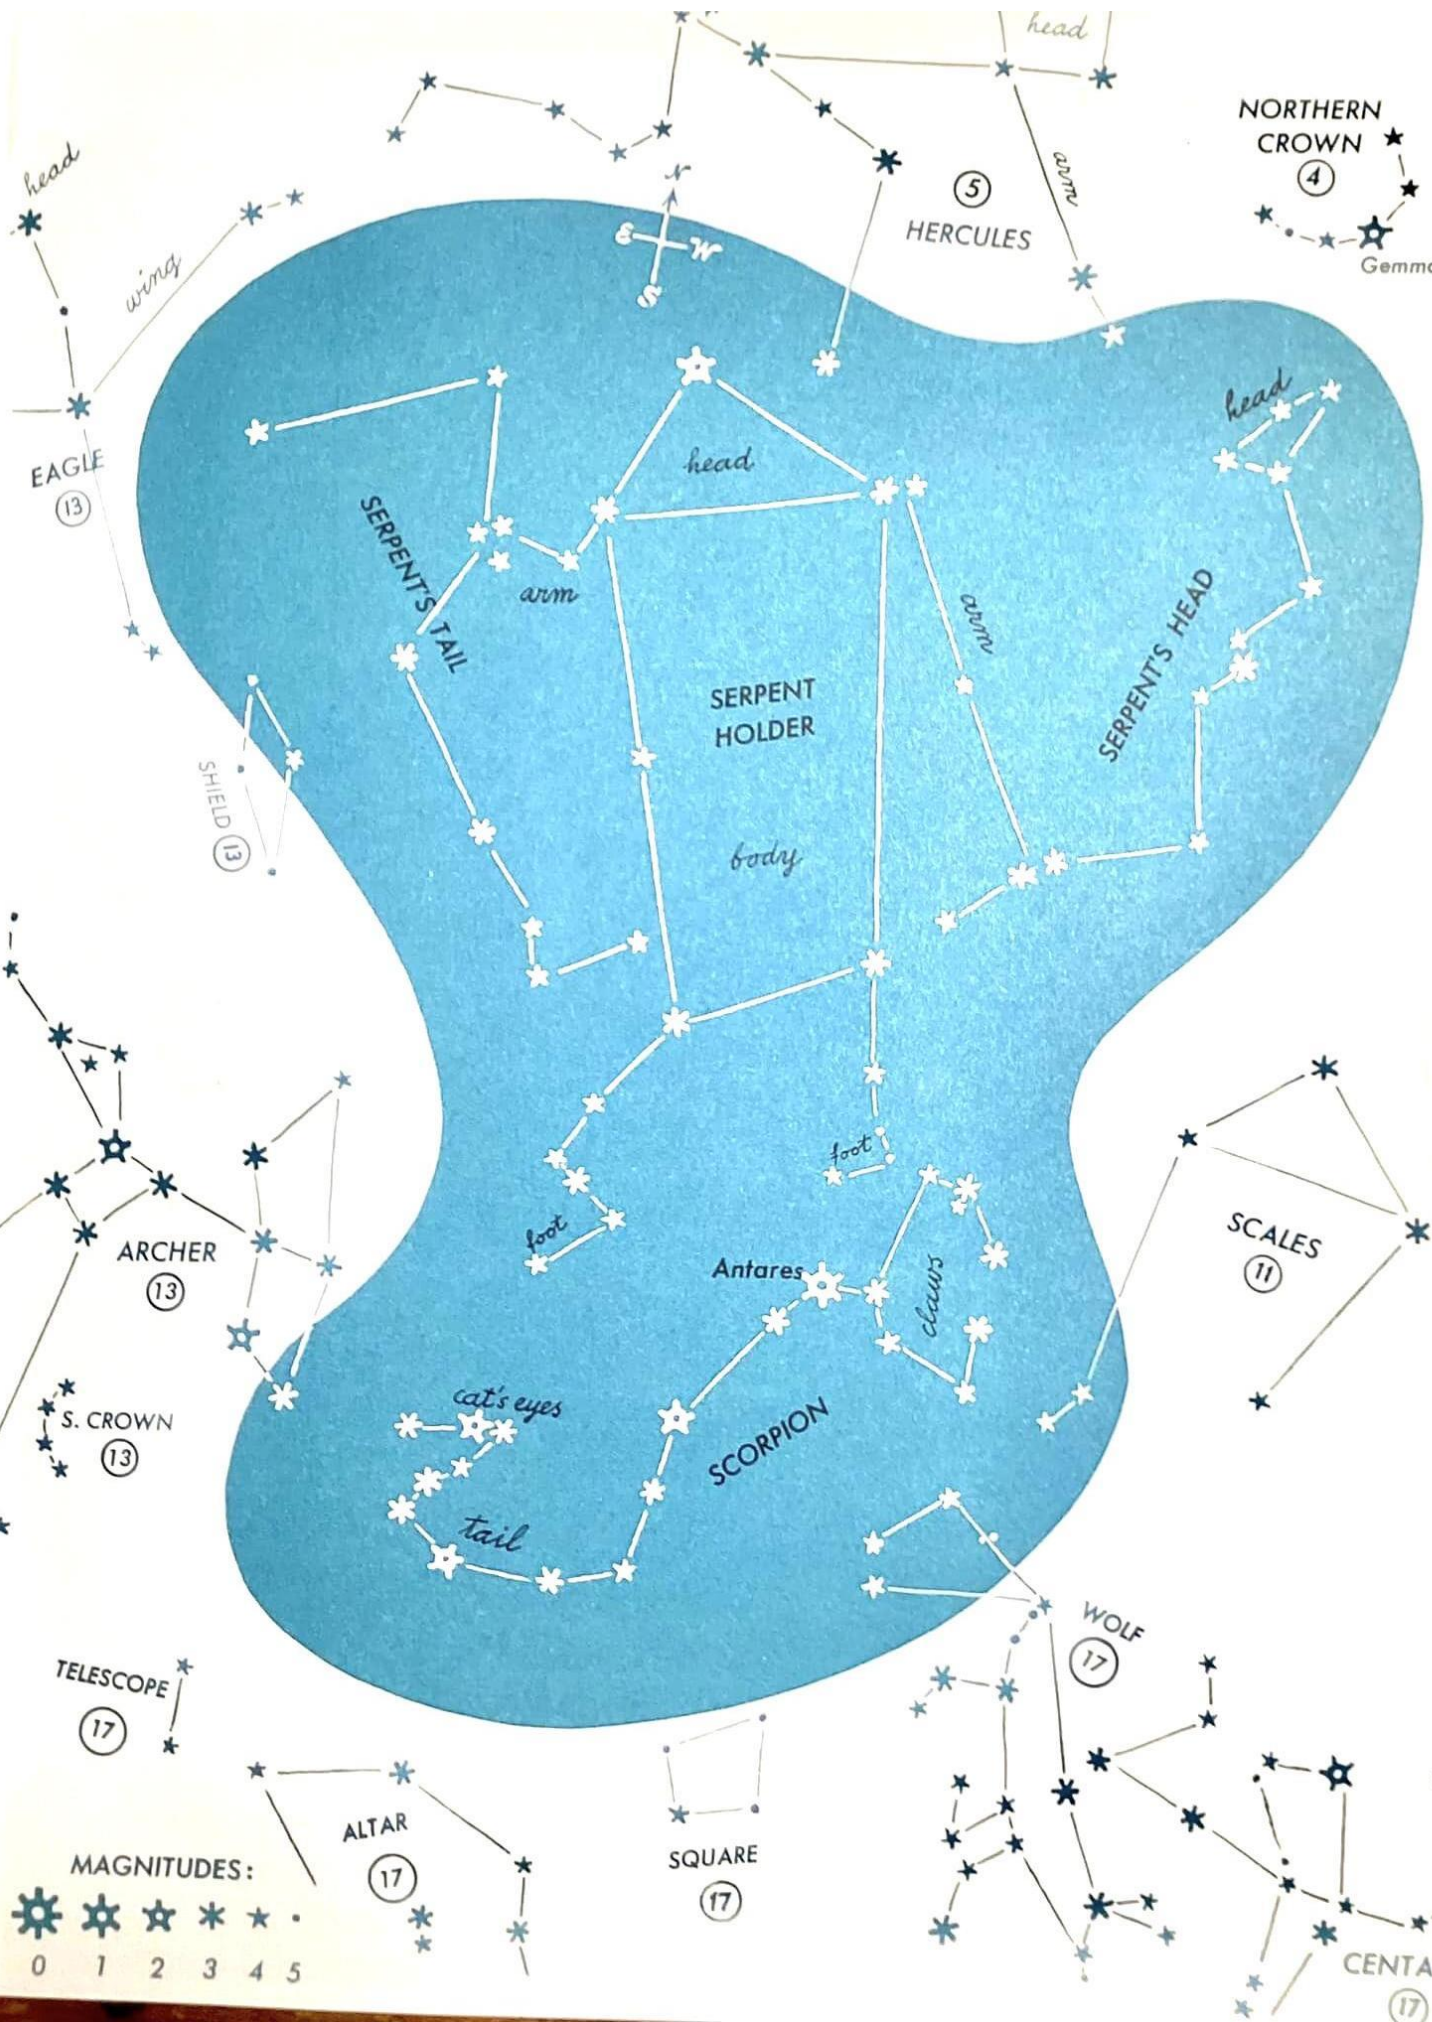 head
NORTHERN
CROWN
4
head
N
E
W
S
arm
5
HERCULES
wing
head
head
EAGLE
13
SERPENT'S TAIL
arm
arm
SERPENT'S HEAD
SERPENT
HOLDER
SHIELD 13
body
foot
foot
Antares
claws
SCALES
11
ARCHER
13
cat's eyes
S. CROWN
13
SCORPION
tail
WOLF
17
TELESCOPE
17
ALTAR
17
SQUARE
17
MAGNITUDES:
0 1 2 3 4 5
17